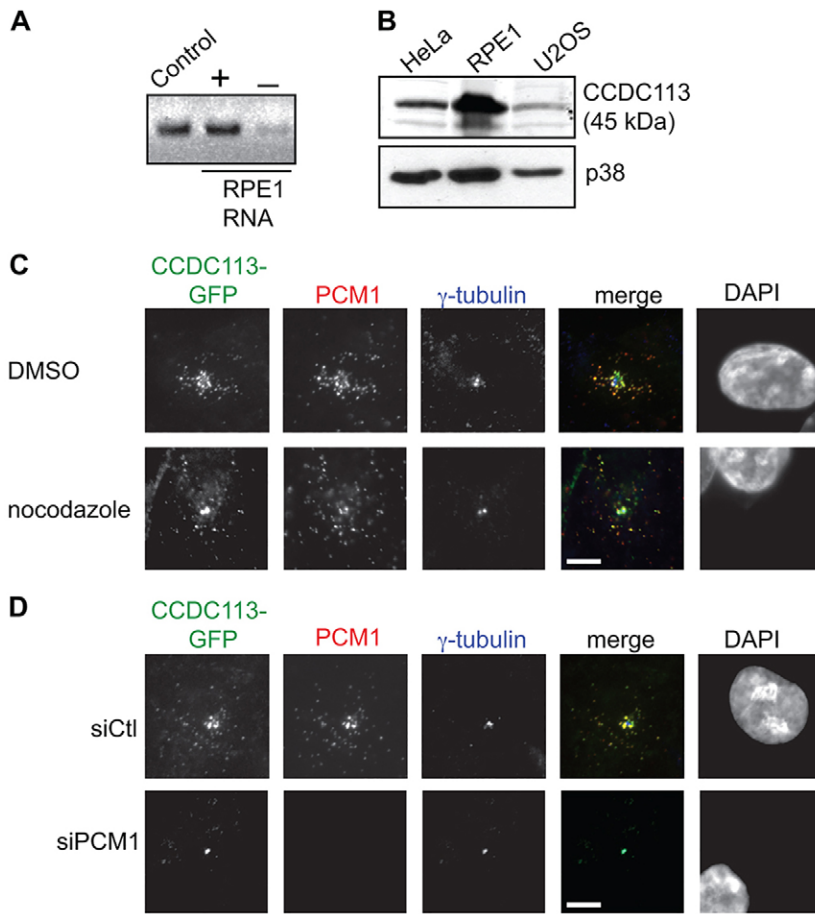 A
Control
+
–
RPE1
RNA
B
HeLa
RPE1
U2OS
CCDC113
(45 kDa)
p38
C
CCDC113-
GFP
PCM1
γ-tubulin
merge
DAPI
DMSO
nocodazole
D
CCDC113-
GFP
PCM1
γ-tubulin
merge
DAPI
siCtl
siPCM1